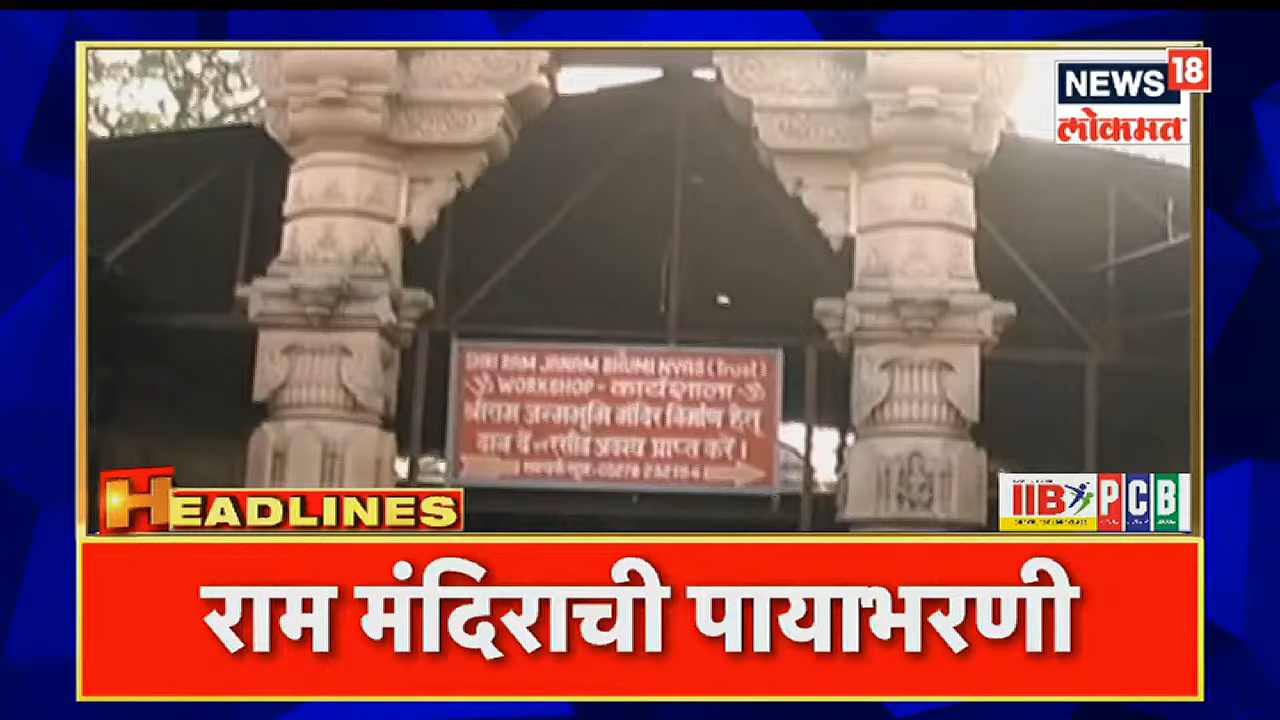 NEWS 18
लोकमत
SHRI RAM JANAM BHUMI NYAS (Trust)
ॐ WORKSHOP - कार्यशाला ॐ
श्रीराम जन्मभूमि मंदिर निर्माण हेतु
दान दें रसीद अवश्य प्राप्त करें ।
HEADLINES
IIB PCB
राम मंदिराची पायाभरणी